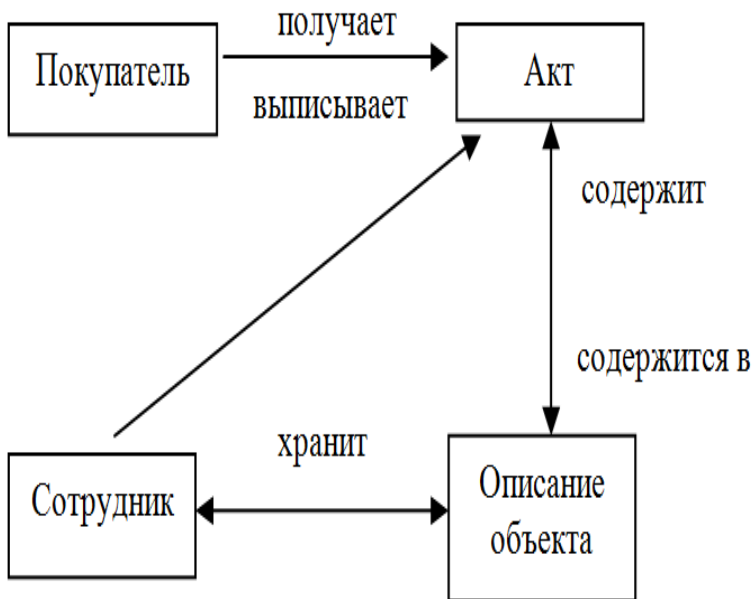 получает
Покупатель
Акт
выписывает
содержит
содержится в
хранит
Сотрудник
Описание
объекта